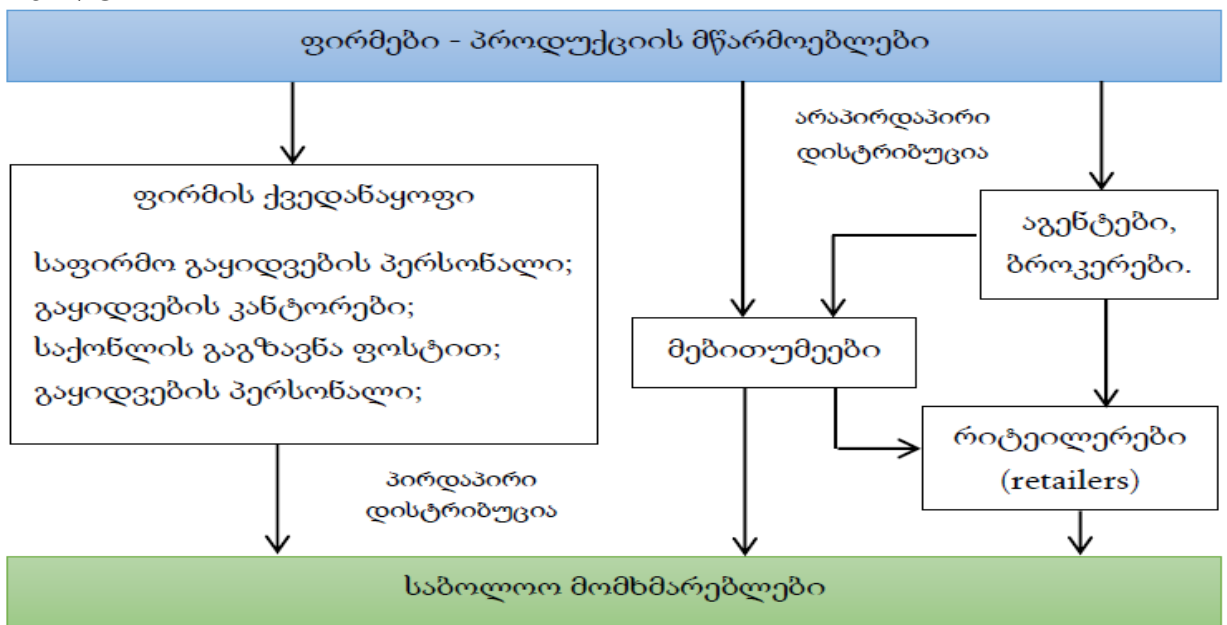 ფირმები - პროდუქციის მწარმოებლები
არაპირდაპირი
დისტრიბუცია
ფირმის ქვედანაყოფი
საფირმო გაყიდვების პერსონალი;
გაყიდვების კანტორები;
საქონლის გაგზავნა ფოსტით;
გაყიდვების პერსონალი;
აგენტები,
ბროკერები.
მებითუმეები
რიტეილერები
(retailers)
პირდაპირი
დისტრიბუცია
საბოლოო მომხმარებლები